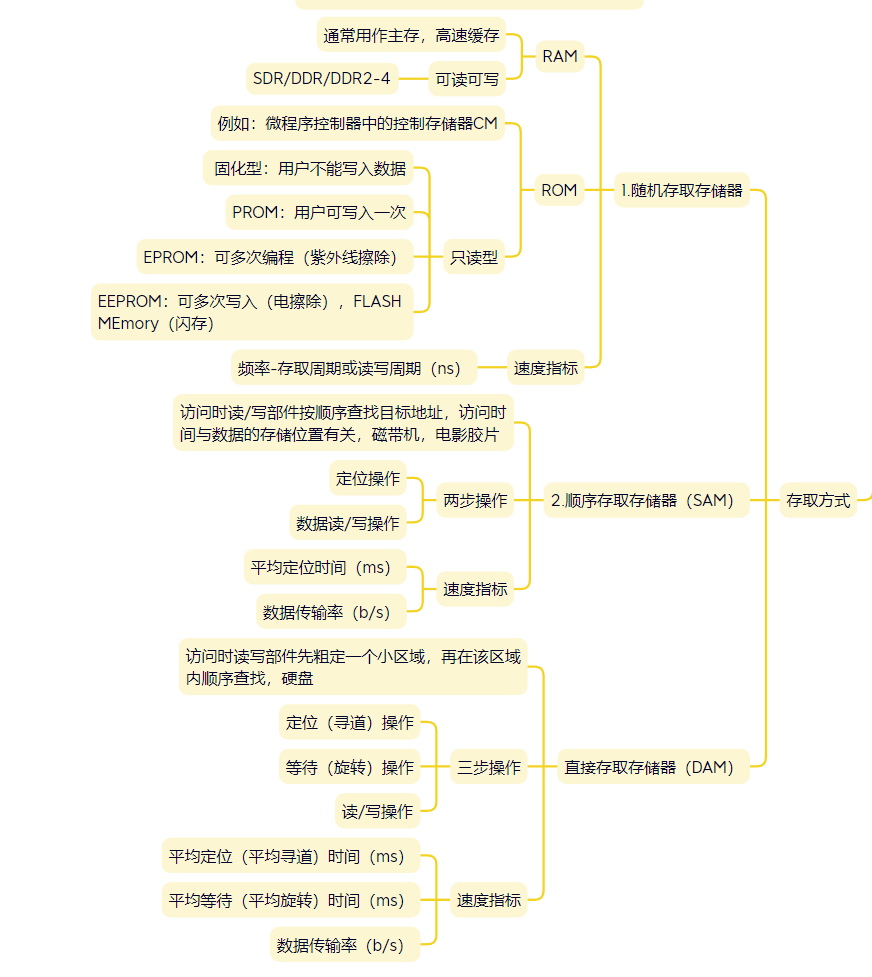 通常用作主存，高速缓存
RAM
SDR/DDR/DDR2-4
可读可写
例如：微程序控制器中的控制存储器CM
固化型：用户不能写入数据
PROM：用户可写入一次
ROM
1.随机存取存储器
EPROM：可多次编程（紫外线擦除）
只读型
EEPROM：可多次写入（电擦除），FLASH
MEmory（闪存）
频率-存取周期或读写周期（ns）
速度指标
访问时读/写部件按顺序查找目标地址，访问时
间与数据的存储位置有关，磁带机，电影胶片
定位操作
两步操作
2.顺序存取存储器（SAM）
存取方式
数据读/写操作
平均定位时间（ms）
速度指标
数据传输率（b/s）
访问时读写部件先粗定一个小区域，再在该区域
内顺序查找，硬盘
定位（寻道）操作
等待（旋转）操作
三步操作
直接存取存储器（DAM）
读/写操作
平均定位（平均寻道）时间（ms）
平均等待（平均旋转）时间（ms）
速度指标
数据传输率（b/s）